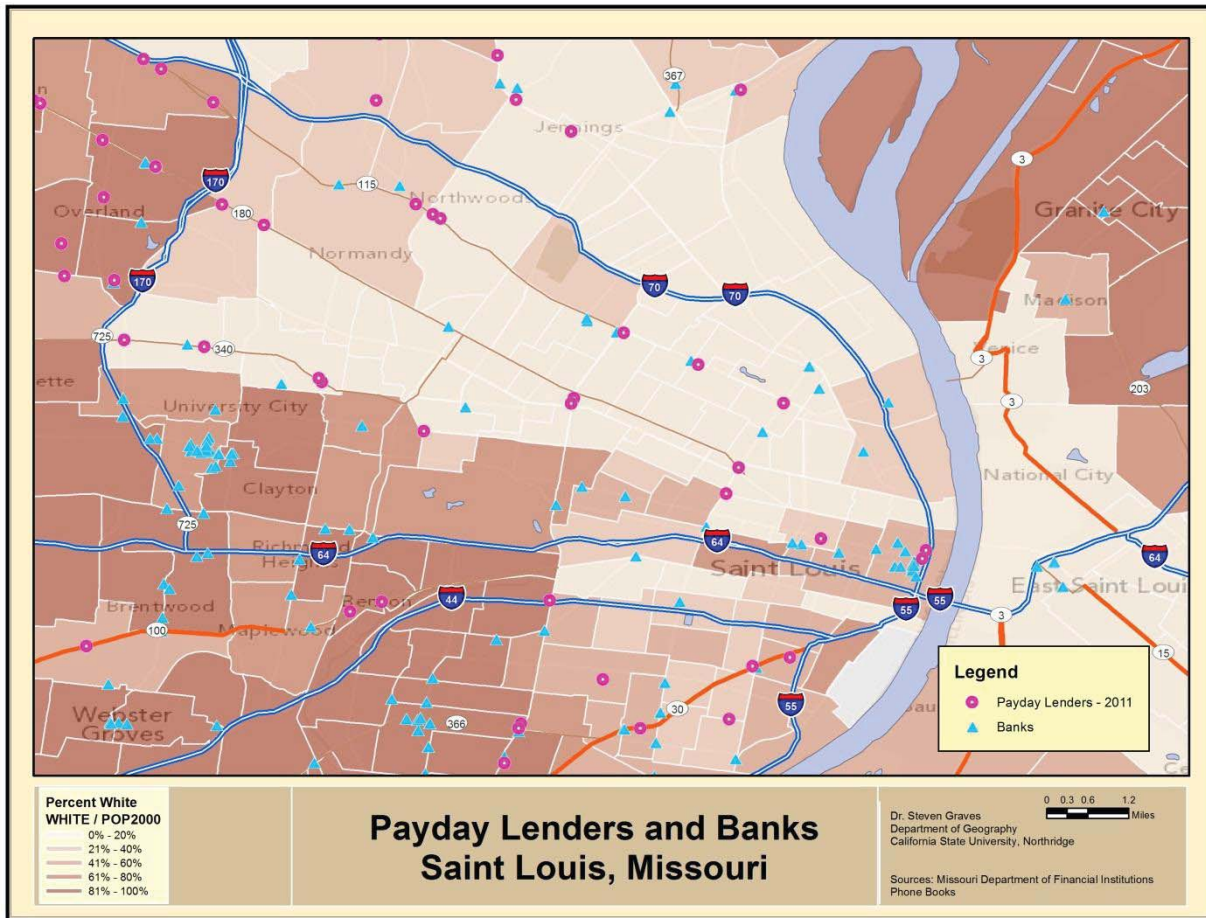 367
Jennings
3
170
115
Northwoods
Overland
180
Granite City
Normandy
170
70
70
Madison
725
340
Venice
3
ette
203
University City
3
National City
Clayton
725
64
Richmond
Heights
64
Saint Louis
64
44
East Saint Loui
Brentwood
Benton
55
55
3
100
Maplewood
15
Legend
Payday Lenders - 2011
Banks
55
30
366
Webster
Groves
Percent White
WHITE / POP2000
0% - 20%
21% - 40%
41% - 60%
61% - 80%
81% - 100%
Payday Lenders and Banks
Saint Louis, Missouri
0 0.3 0.6 1.2
Miles
Dr. Steven Graves
Department of Geography
California State University, Northridge
Sources: Missouri Department of Financial Institutions
Phone Books